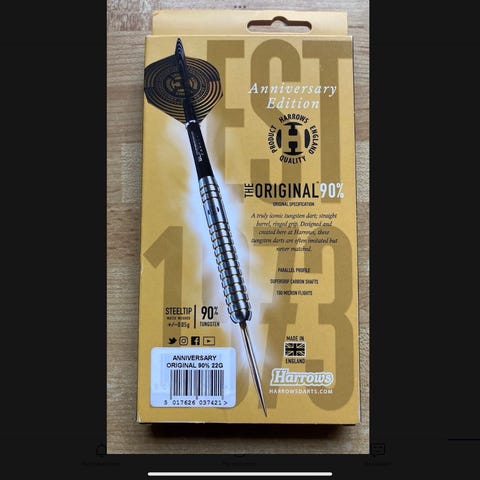 EST
Anniversary
Edition
HARROWS
PRODUCT
ENGLAND
QUALITY
H
THE ORIGINAL 90%
ORIGINAL SPECIFICATION
A truly iconic tungsten dart; straight
barrel, ringed grip. Designed and
created here at Harrows, these
tungsten darts are often imitated but
never matched.
PARALLEL PROFILE
SUPERGRIP CARBON SHAFTS
100 MICRON FLIGHTS
STEELTIP
+/-0.05g
90%
TUNGSTEN
MADE IN
ENGLAND
ANNIVERSARY
ORIGINAL 90% 22G
5 017626 037421 >
Harrows
HARROWSDARTS.COM